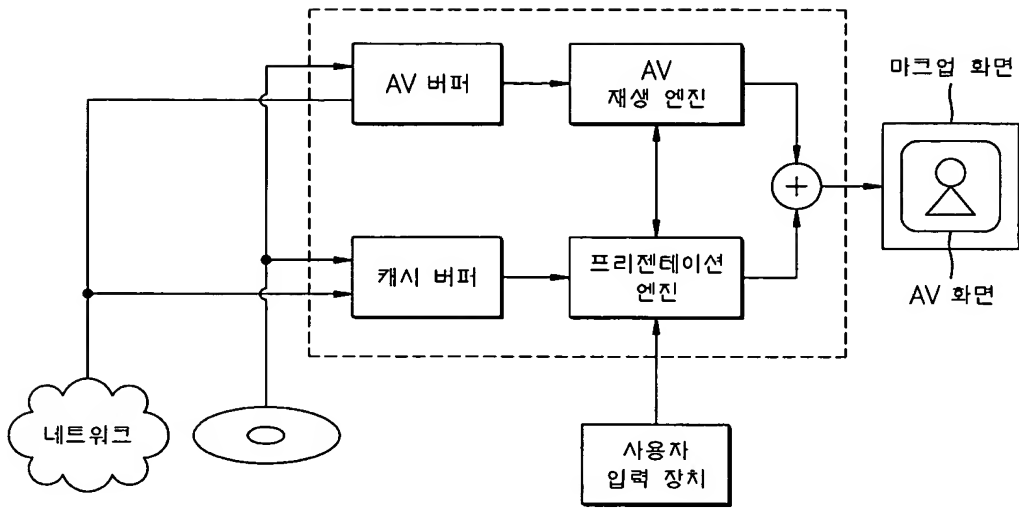 AV 버퍼
AV
재생 엔진
마크업 화면
캐시 버퍼
프리젠테이션
엔진
AV 화면
네트워크
사용자
입력 장치